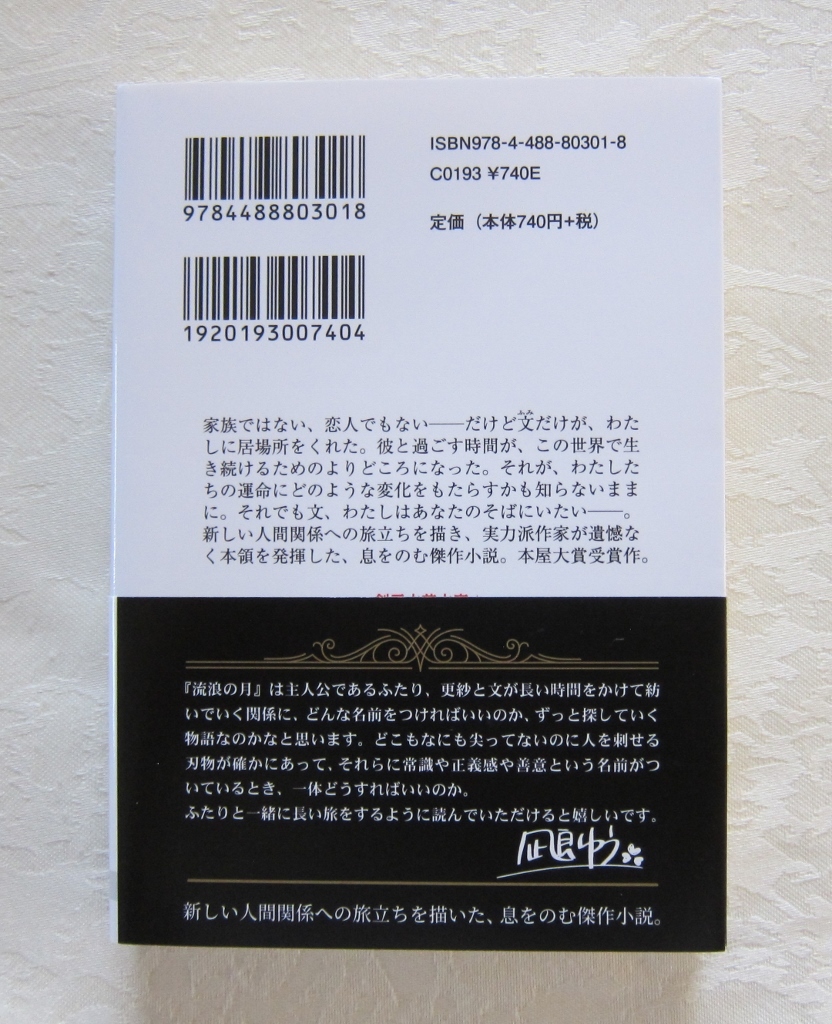 9784488803018
ISBN978-4-488-80301-8
C0193 ¥740E
定価（本体740円+税）
1920193007404
家族ではない、恋人でもない――だけど文だけが、わた
しに居場所をくれた。彼と過ごす時間が、この世界で生
き続けるためのよりどころになった。それが、わたした
ちの運命にどのような変化をもたらすかも知らないまま
に。それでも文、わたしはあなたのそばにいたい――。
新しい人間関係への旅立ちを描き、実力派作家が遺憾な
く本領を発揮した、息をのむ傑作小説。本屋大賞受賞作。
『流浪の月』は主人公であるふたり、更紗と文が長い時間をかけて紡
いでいく関係に、どんな名前をつければいいのか、ずっと探していく
物語なのかなと思います。どこもなにも尖ってないのに人を刺せる
刃物が確かにあって、それらに常識や正義感や善意という名前がつ
いているとき、一体どうすればいいのか。
ふたりと一緒に長い旅をするように読んでいただけると嬉しいです。
凪良ゆう
新しい人間関係への旅立ちを描いた、息をのむ傑作小説。